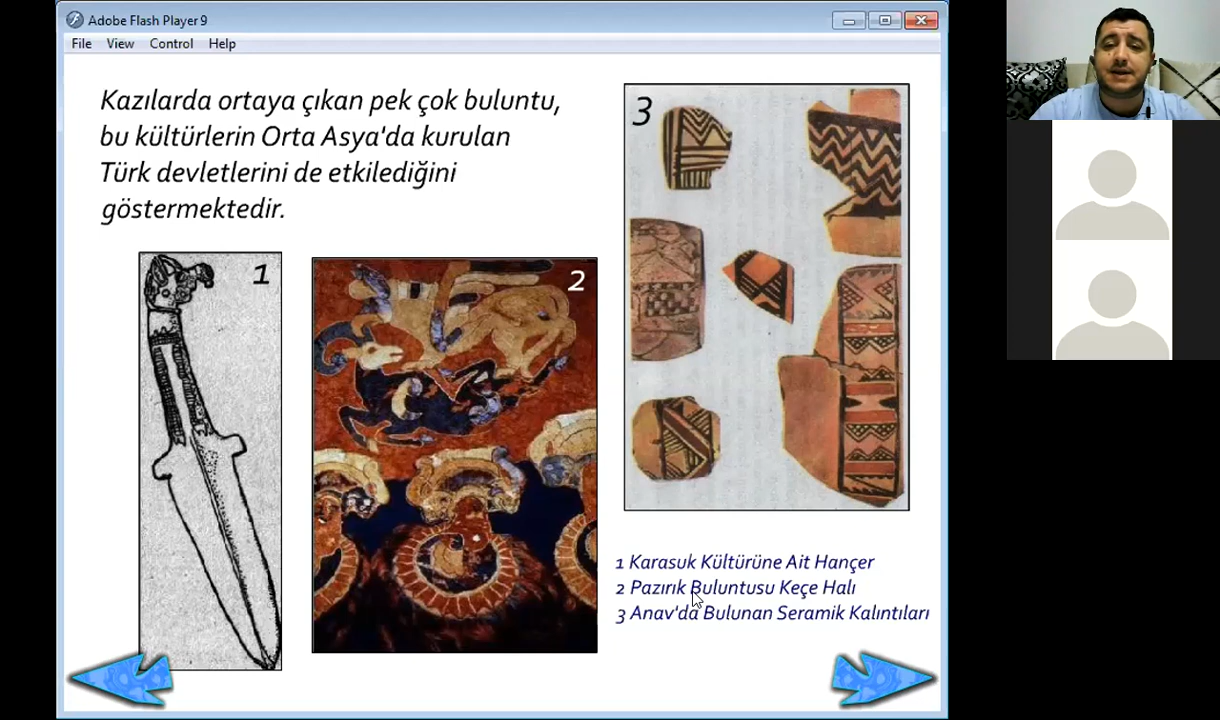 Adobe Flash Player 9
File View Control Help
Kazılarda ortaya çıkan pek çok buluntu,
bu kültürlerin Orta Asya'da kurulan
Türk devletlerini de etkilediğini
göstermektedir.
1
2
3
1 Karasuk Kültürüne Ait Hançer
2 Pazırık Buluntusu Keçe Halı
3 Anav'da Bulunan Seramik Kalıntıları